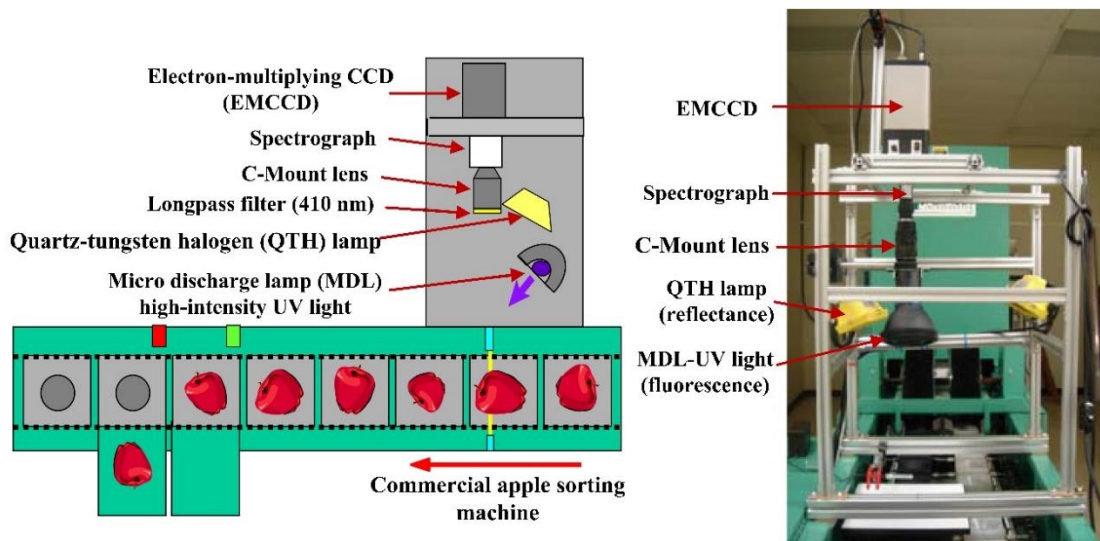 Electron-multiplying CCD
(EMCCD)
Spectrograph
C-Mount lens
Longpass filter (410 nm)
Quartz-tungsten halogen (QTH) lamp
Micro discharge lamp (MDL)
high-intensity UV light
Commercial apple sorting
machine
EMCCD
Spectrograph
C-Mount lens
QTH lamp
(reflectance)
MDL-UV light
(fluorescence)